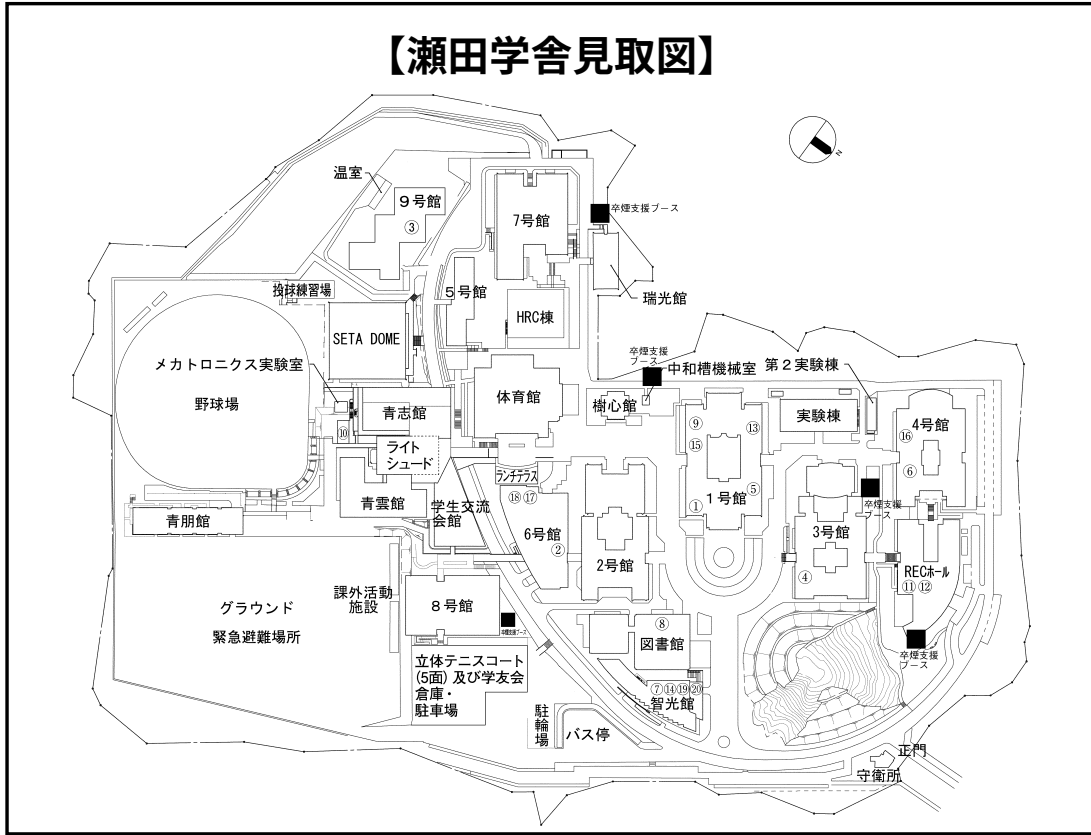 【瀬田学舎見取図】
N
温室
9号館
③
7号館
卒煙支援ブース
投球練習場
5号館
HRC棟
瑞光館
SETA DOME
メカトロニクス実験室
野球場
青志館
⑩
体育館
卒煙支援
ブース
中和槽機械室
第2実験棟
樹心館
⑨
⑬
⑮
実験棟
4号館
⑯
⑥
ライト
シュード
ランチテラス
⑱⑰
青雲館
学生交流
会館
青朋館
6号館
②
2号館
1号館
①
⑤
3号館
④
卒煙支援
ブース
RECホール
⑪ ⑫
卒煙支援
ブース
課外活動
施設
8号館
卒煙支援ブース
グラウンド
緊急避難場所
⑧
図書館
立体テニスコート
(5面)及び学友会
倉庫・
駐車場
⑦⑭⑲⑳
智光館
駐輪場
バス停
正門
守衛所